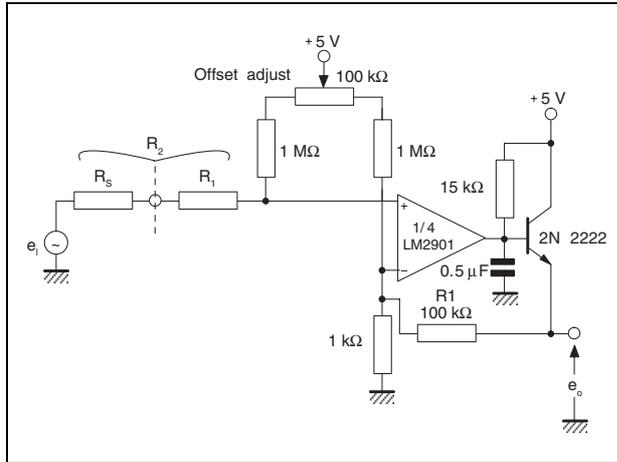 + 5 V
Offset adjust
100 kΩ
+ 5 V
R2
1 MΩ
1 MΩ
RS
R1
15 kΩ
+
1/ 4
LM2901
2N 2222
eI
~
0.5 µF
−
R1
100 kΩ
1 kΩ
eo